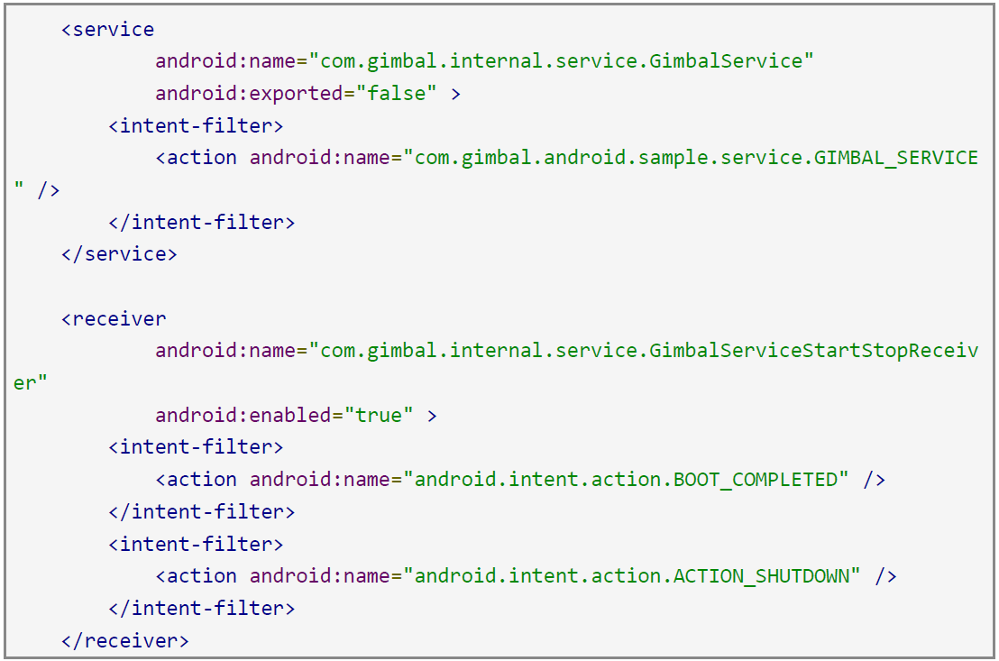 <service
android:name="com.gimbal.internal.service.GimbalService"
android:exported="false" >
<intent-filter>
<action android:name="com.gimbal.android.sample.service.GIMBAL_SERVICE
" />
</intent-filter>
</service>
<receiver
android:name="com.gimbal.internal.service.GimbalServiceStartStopReceiv
er"
android:enabled="true" >
<intent-filter>
<action android:name="android.intent.action.BOOT_COMPLETED" />
</intent-filter>
<intent-filter>
<action android:name="android.intent.action.ACTION_SHUTDOWN" />
</intent-filter>
</receiver>